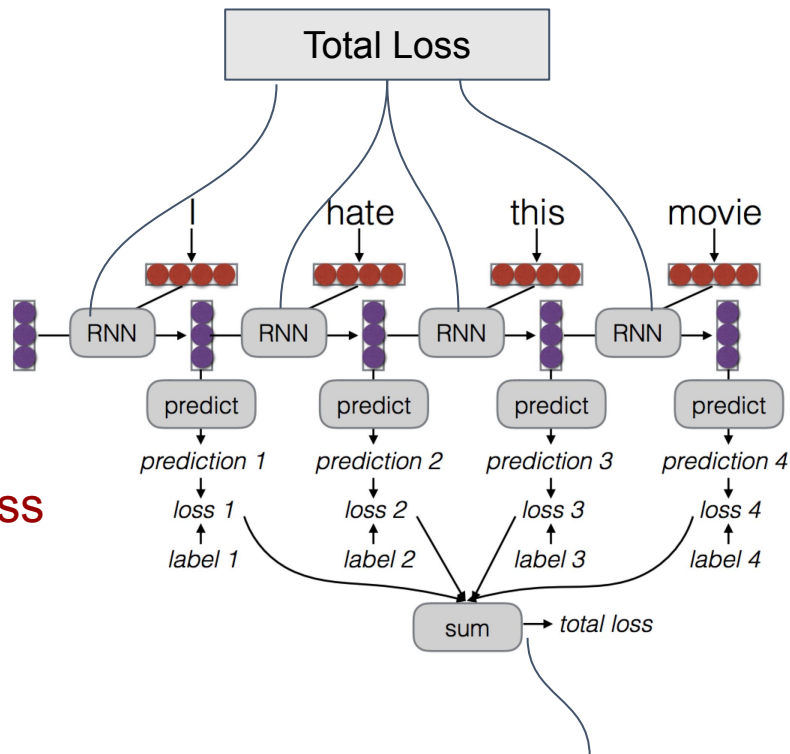 Total Loss
I hate this movie
RNN RNN RNN RNN
predict predict predict predict
prediction 1 prediction 2 prediction 3 prediction 4
ss
loss 1 loss 2 loss 3 loss 4
label 1 label 2 label 3 label 4
sum total loss